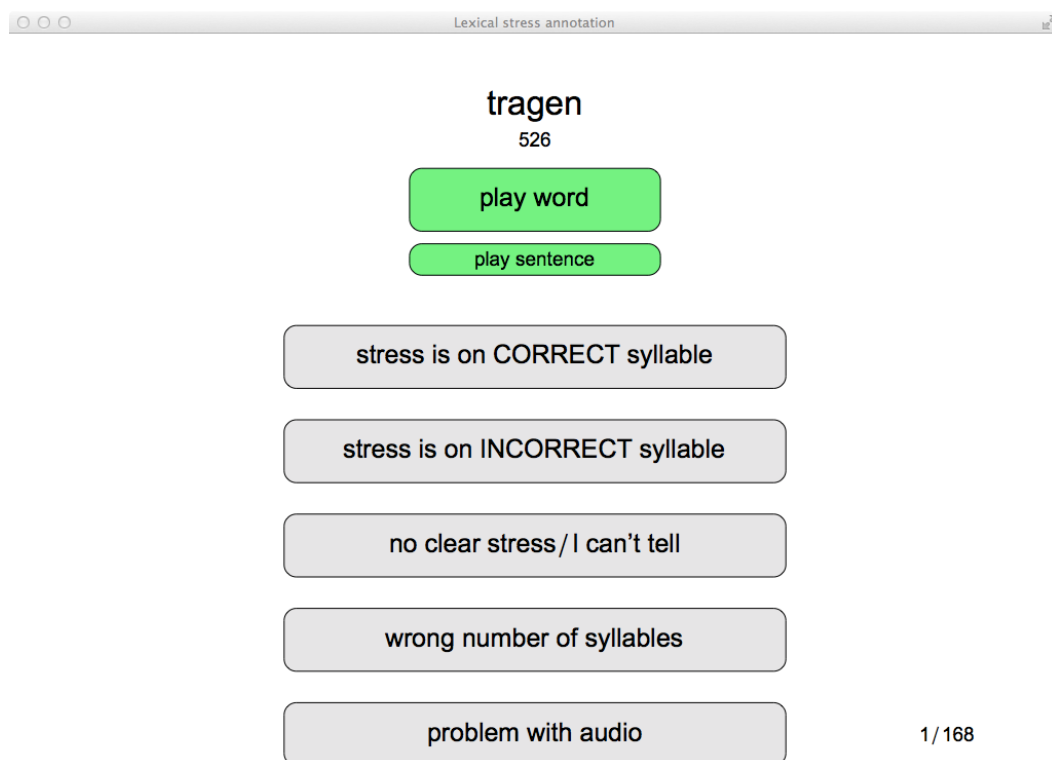 Lexical stress annotation
tragen
526
play word
play sentence
stress is on CORRECT syllable
stress is on INCORRECT syllable
no clear stress/I can't tell
wrong number of syllables
problem with audio
1/168